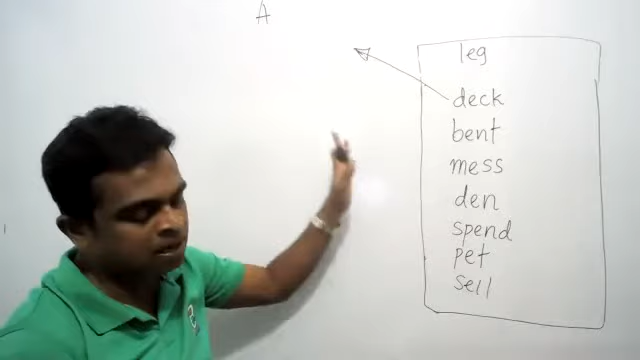 A
leg
deck
bent
mess
den
spend
pet
sell